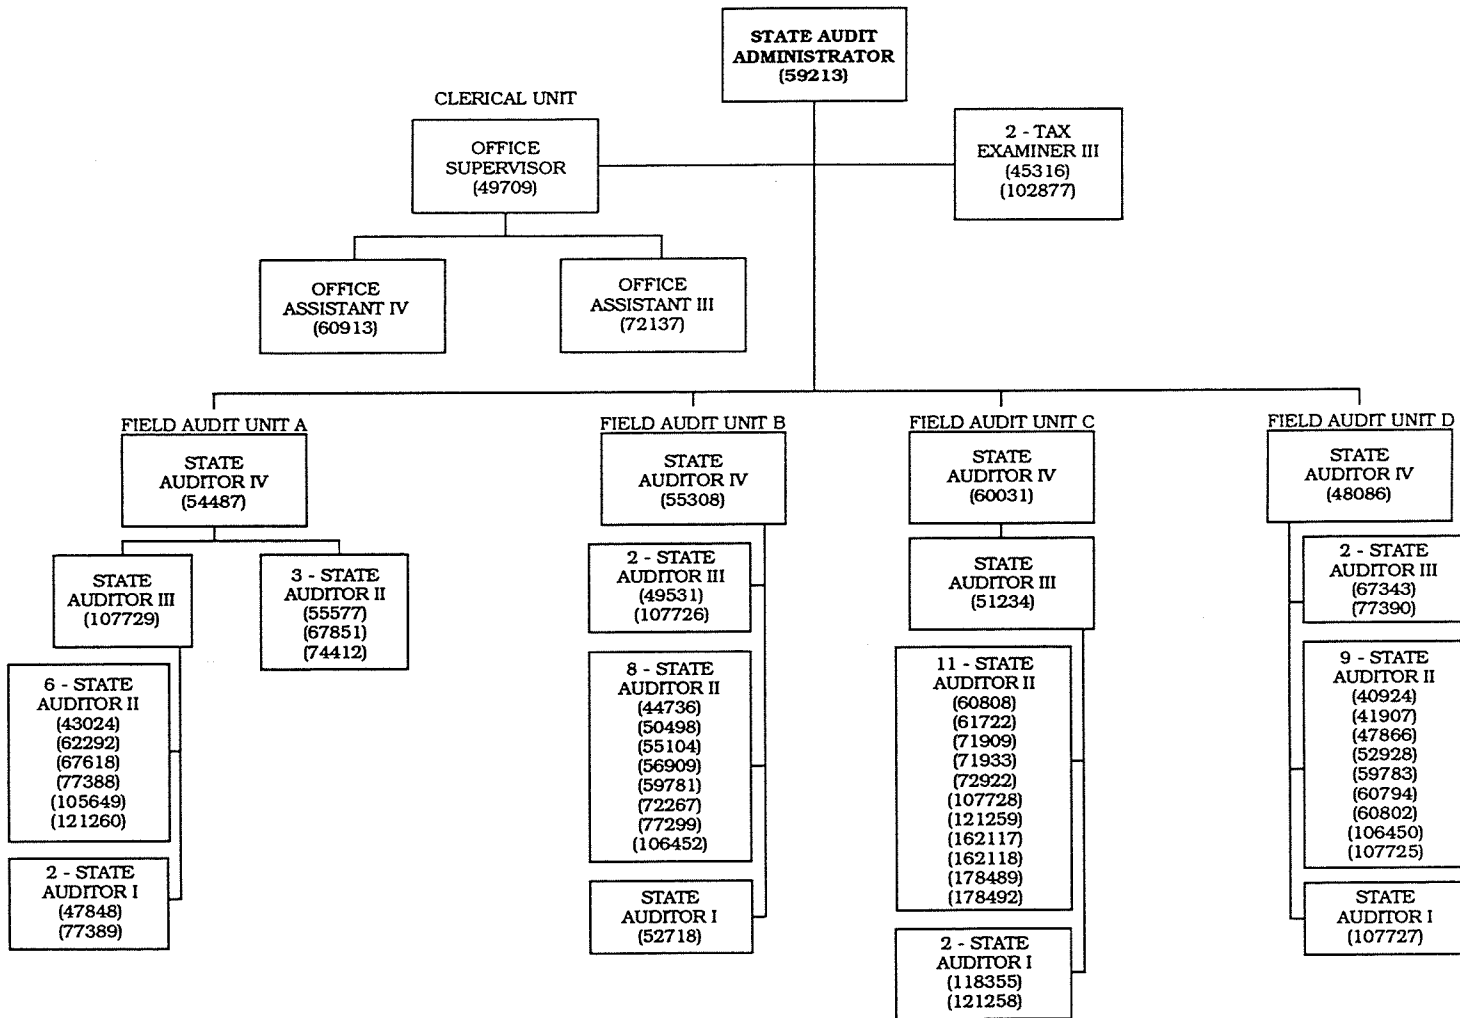 STATE AUDIT
ADMINISTRATOR
(59213)
CLERICAL UNIT
OFFICE
SUPERVISOR
(49709)
2 - TAX
EXAMINER III
(45316)
(102877)
OFFICE
ASSISTANT IV
(60913)
OFFICE
ASSISTANT III
(72137)
FIELD AUDIT UNIT A
STATE
AUDITOR IV
(54487)
STATE
AUDITOR III
(107729)
3 - STATE
AUDITOR II
(55577)
(67851)
(74412)
6 - STATE
AUDITOR II
(43024)
(62292)
(67618)
(77388)
(105649)
(121260)
2 - STATE
AUDITOR I
(47848)
(77389)
FIELD AUDIT UNIT B
STATE
AUDITOR IV
(55308)
2 - STATE
AUDITOR III
(49531)
(107726)
8 - STATE
AUDITOR II
(44736)
(50498)
(55104)
(56909)
(59781)
(72267)
(77299)
(106452)
STATE
AUDITOR I
(52718)
FIELD AUDIT UNIT C
STATE
AUDITOR IV
(60031)
STATE
AUDITOR III
(51234)
11 - STATE
AUDITOR II
(60808)
(61722)
(71909)
(71933)
(72922)
(107728)
(121259)
(162117)
(162118)
(178489)
(178492)
2 - STATE
AUDITOR I
(118355)
(121258)
FIELD AUDIT UNIT D
STATE
AUDITOR IV
(48086)
2 - STATE
AUDITOR III
(67343)
(77390)
9 - STATE
AUDITOR II
(40924)
(41907)
(47866)
(52928)
(59783)
(60794)
(60802)
(106450)
(107725)
STATE
AUDITOR I
(107727)